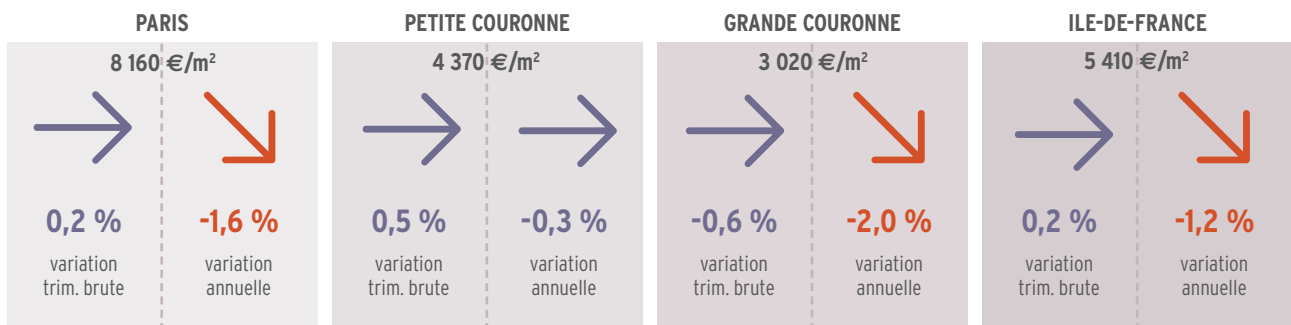 PARIS
8 160 €/m²
0,2 %
variation
trim. brute
-1,6 %
variation
annuelle
PETITE COURONNE
4 370 €/m²
0,5 %
variation
trim. brute
-0,3 %
variation
annuelle
GRANDE COURONNE
3 020 €/m²
-0,6 %
variation
trim. brute
-2,0 %
variation
annuelle
ILE-DE-FRANCE
5 410 €/m²
0,2 %
variation
trim. brute
-1,2 %
variation
annuelle